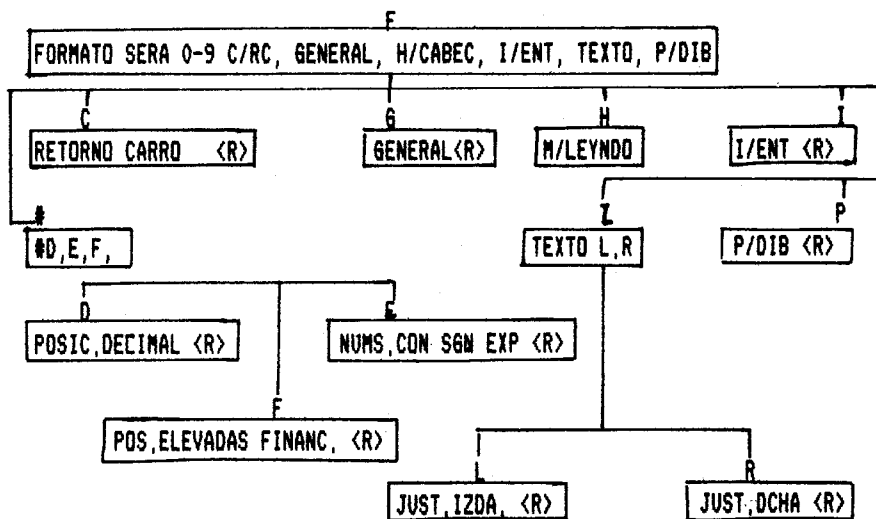 F
FORMATO SERA 0-9 C/RC, GENERAL, H/CABEC, I/ENT, TEXTO, P/DIB
C G H I
RETORNO CARRO <R> GENERAL<R> M/LEYNDO I/ENT <R>
# Z P
#D,E,F, TEXTO L,R P/DIB <R>
D E
POSIC,DECIMAL <R> NUMS,CON SGN EXP <R>
F
POS,ELEVADAS FINANC, <R>
L R
JUST,IZDA, <R> JUST,DCHA <R>